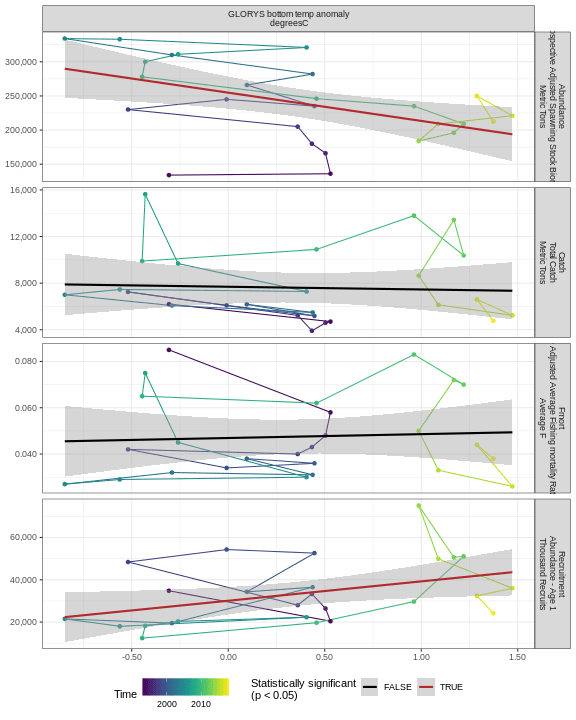 GLORYS bottom temp anomaly
degreesC
300,000
250,000
200,000
150,000
Abundance
Adjusted Spawning Stock
Metric Tons
16,000
12,000
8,000
4,000
Catch
Total Catch
Metric Tons
0.080
0.060
0.040
Fmort
Adjusted Average Fishing mortality
Average F
60,000
40,000
20,000
Recruitment
Abundance - Age 1
Thousand Recruits
-0.50
0.00
0.50
1.00
1.50
Time
2000
2010
Statistically significant
(p < 0.05)
FALSE
TRUE